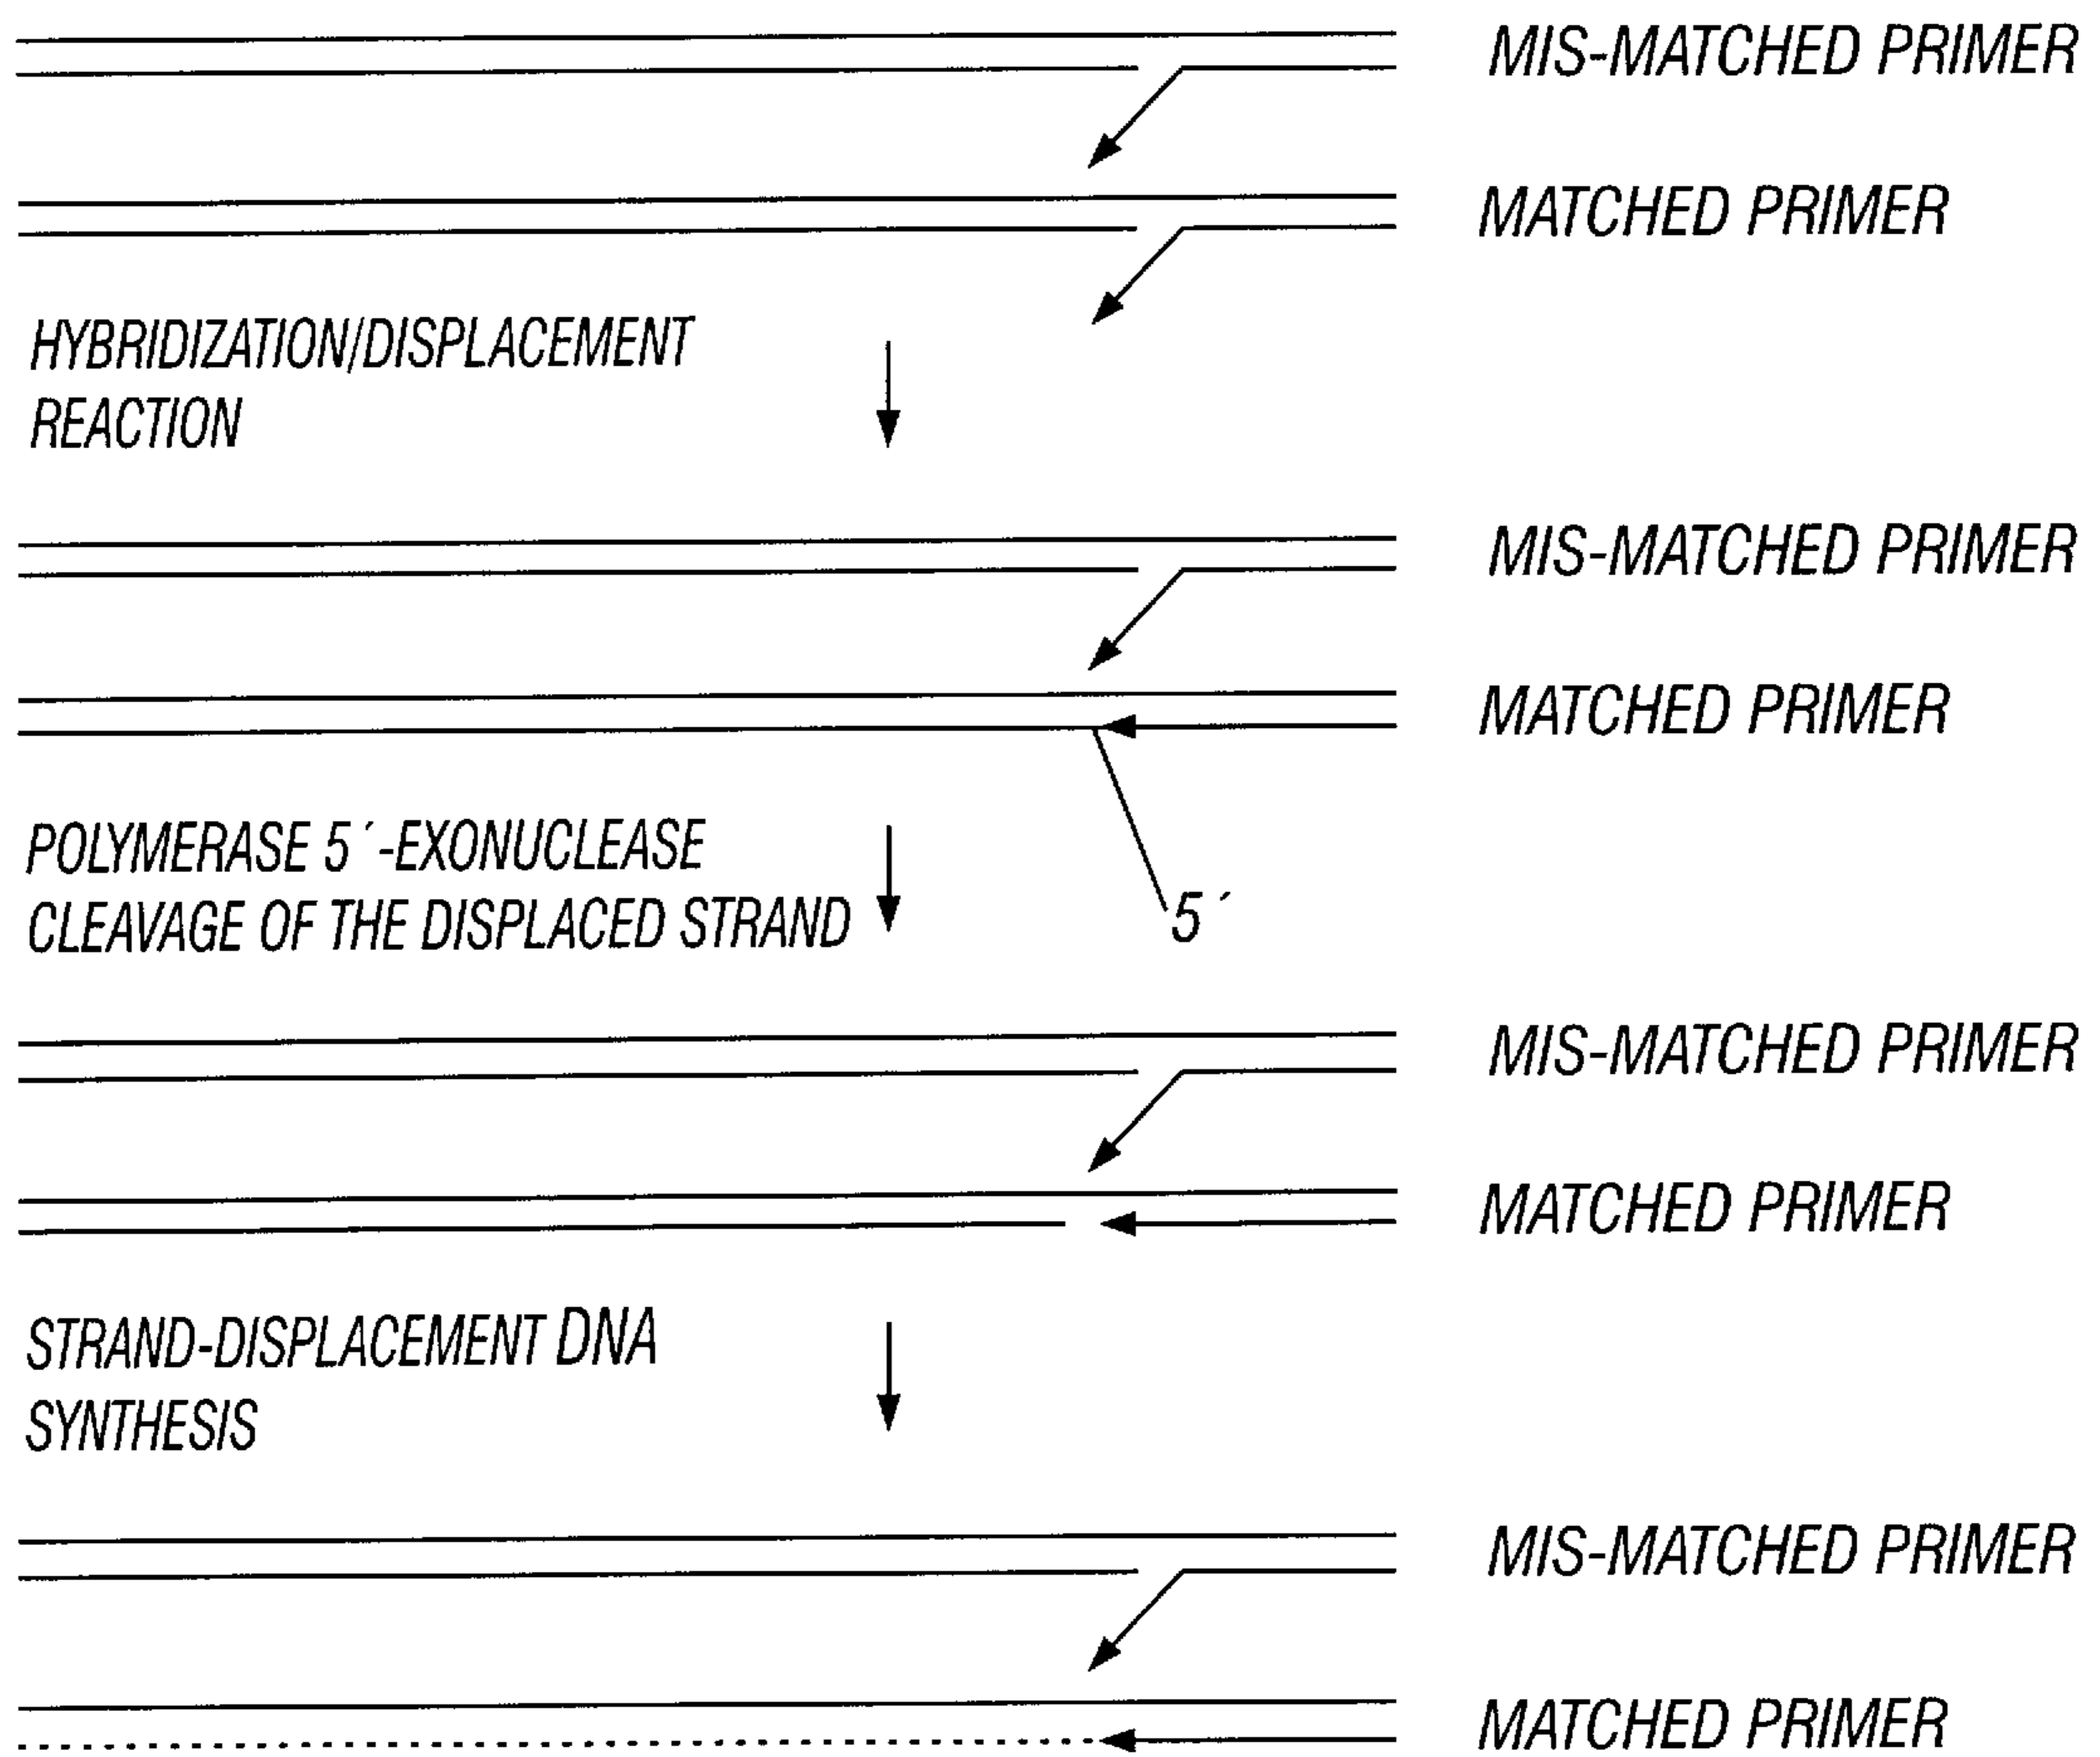 MIS-MATCHED PRIMER
MATCHED PRIMER
HYBRIDIZATION/DISPLACEMENT
REACTION
MIS-MATCHED PRIMER
MATCHED PRIMER
POLYMERASE 5´-EXONUCLEASE
CLEAVAGE OF THE DISPLACED STRAND
5´
MIS-MATCHED PRIMER
MATCHED PRIMER
STRAND-DISPLACEMENT DNA
SYNTHESIS
MIS-MATCHED PRIMER
MATCHED PRIMER